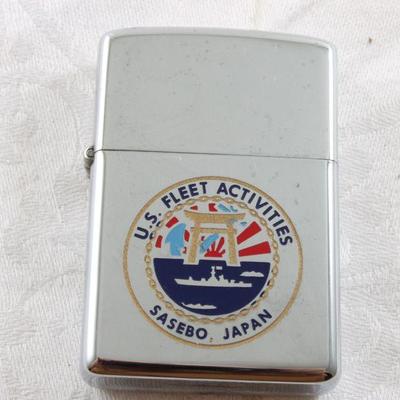 U.S. FLEET ACTIVITIES
SASEBO, JAPAN